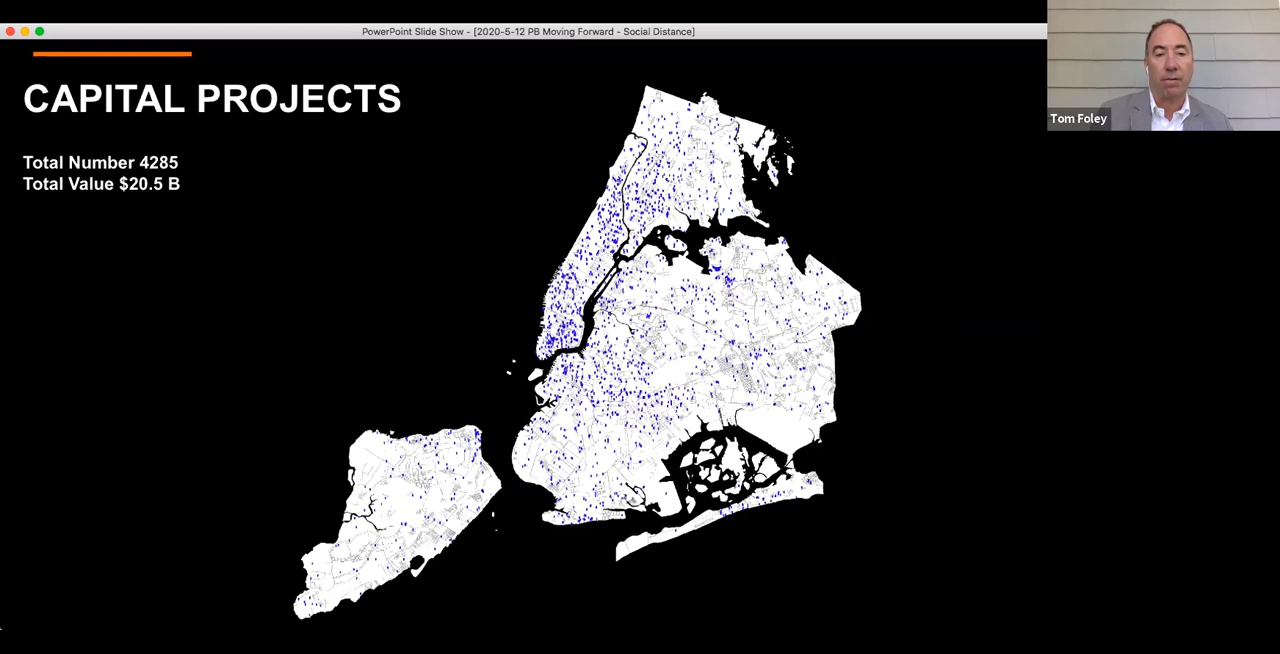 PowerPoint Slide Show - [2020-5-12 PB Moving Forward - Social Distance]
CAPITAL PROJECTS
Total Number 4285
Total Value $20.5 B
Tom Foley